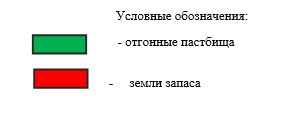 Условные обозначения:
- отгонные пастбища
- земли запаса